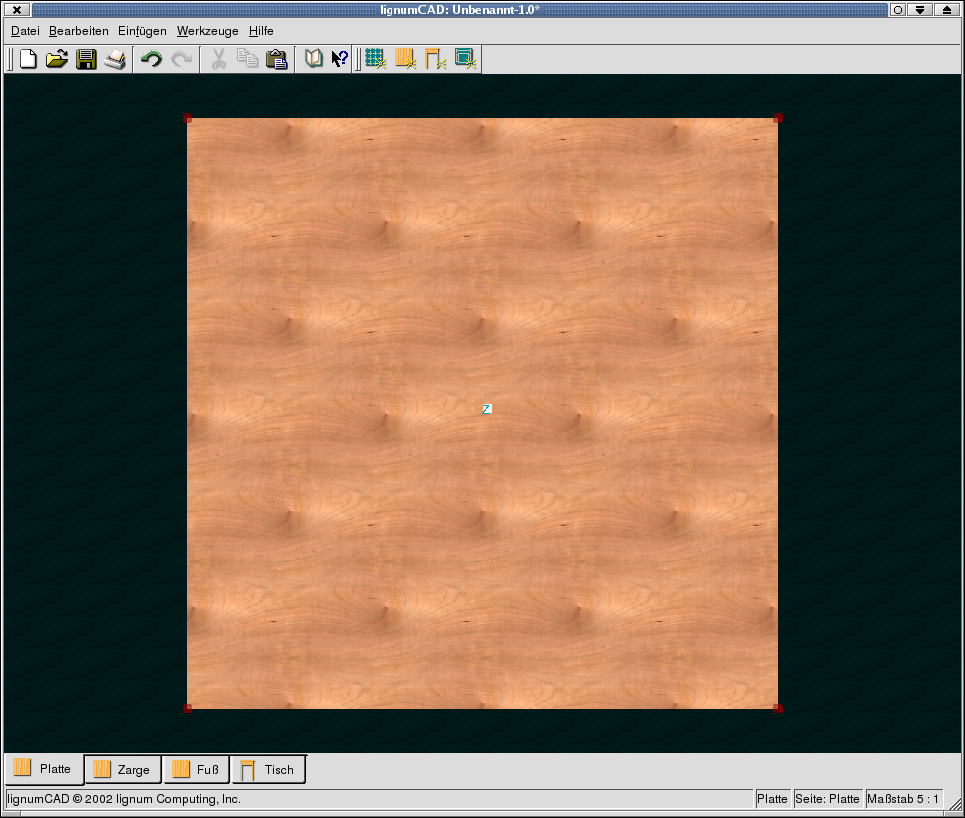 lignumCAD: Unbenannt-1.0*
Datei Bearbeiten Einfügen Werkzeuge Hilfe
Z
Platte Zarge Fuß Tisch
lignumCAD © 2002 lignum Computing, Inc. Platte Seite: Platte Maßstab 5 : 1